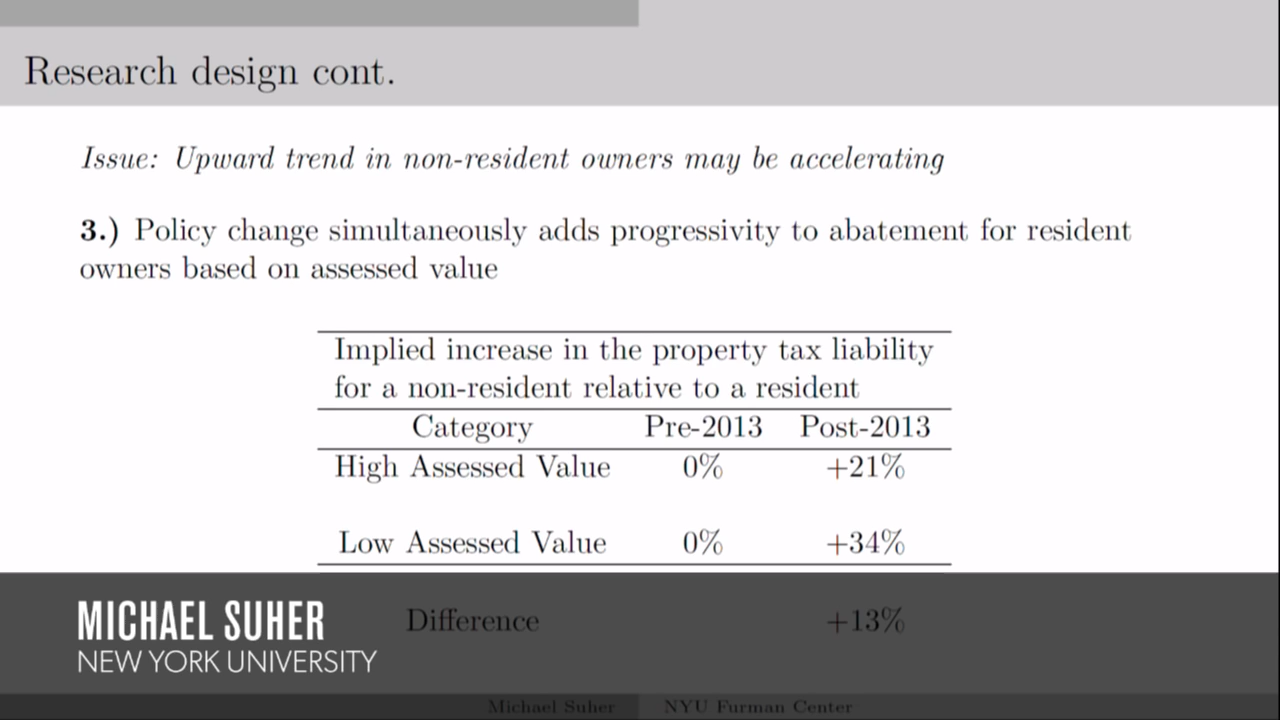 Research design cont.
Issue: Upward trend in non-resident owners may be accelerating
3.) Policy change simultaneously adds progressivity to abatement for resident
owners based on assessed value
Implied increase in the property tax liability
for a non-resident relative to a resident
Category Pre-2013 Post-2013
High Assessed Value 0% +21%
Low Assessed Value 0% +34%
Difference +13%
MICHAEL SUHER
NEW YORK UNIVERSITY
Michael Suher NYU Furman Center